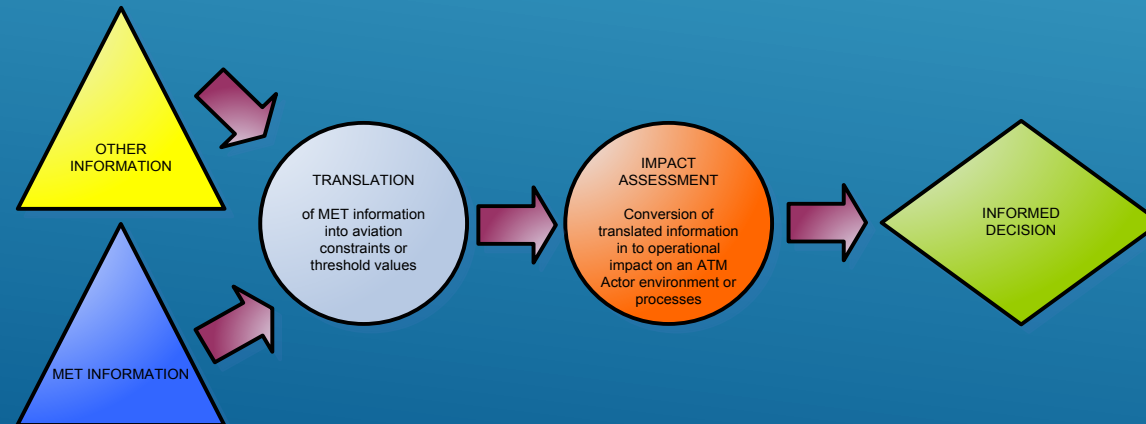 OTHER
INFORMATION
MET INFORMATION
TRANSLATION
of MET information
into aviation
constraints or
threshold values
IMPACT
ASSESSMENT
Conversion of
translated information
in to operational
impact on an ATM
Actor environment or
processes
INFORMED
DECISION